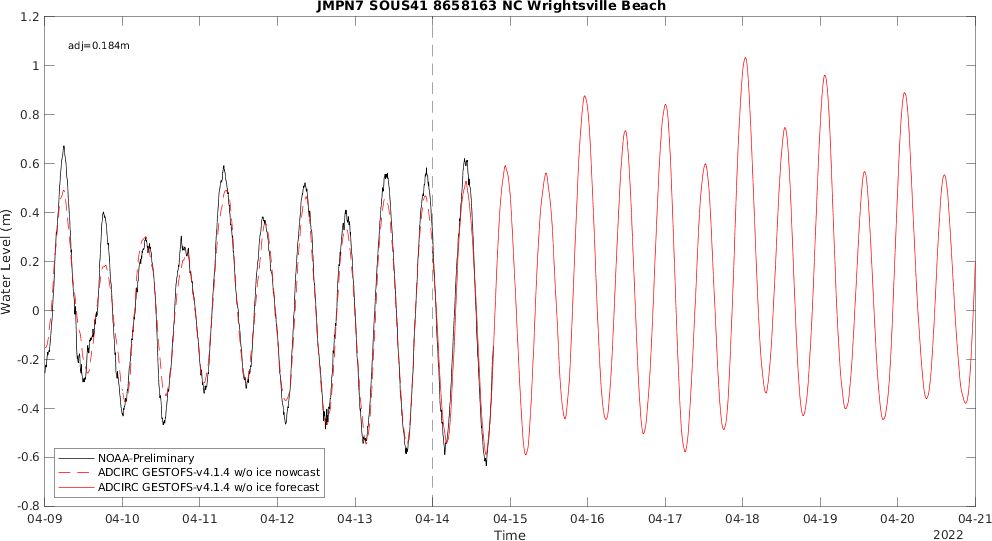 JMPN7 SOUS41 8658163 NC Wrightsville Beach
adj=0.184m
Water Level (m)
1.2
1
0.8
0.6
0.4
0.2
0
-0.2
-0.4
-0.6
-0.8
NOAA-Preliminary
ADCIRC GESTOFS-v4.1.4 w/o ice nowcast
ADCIRC GESTOFS-v4.1.4 w/o ice forecast
04-09 04-10 04-11 04-12 04-13 04-14 04-15 04-16 04-17 04-18 04-19 04-20 04-21
Time
2022